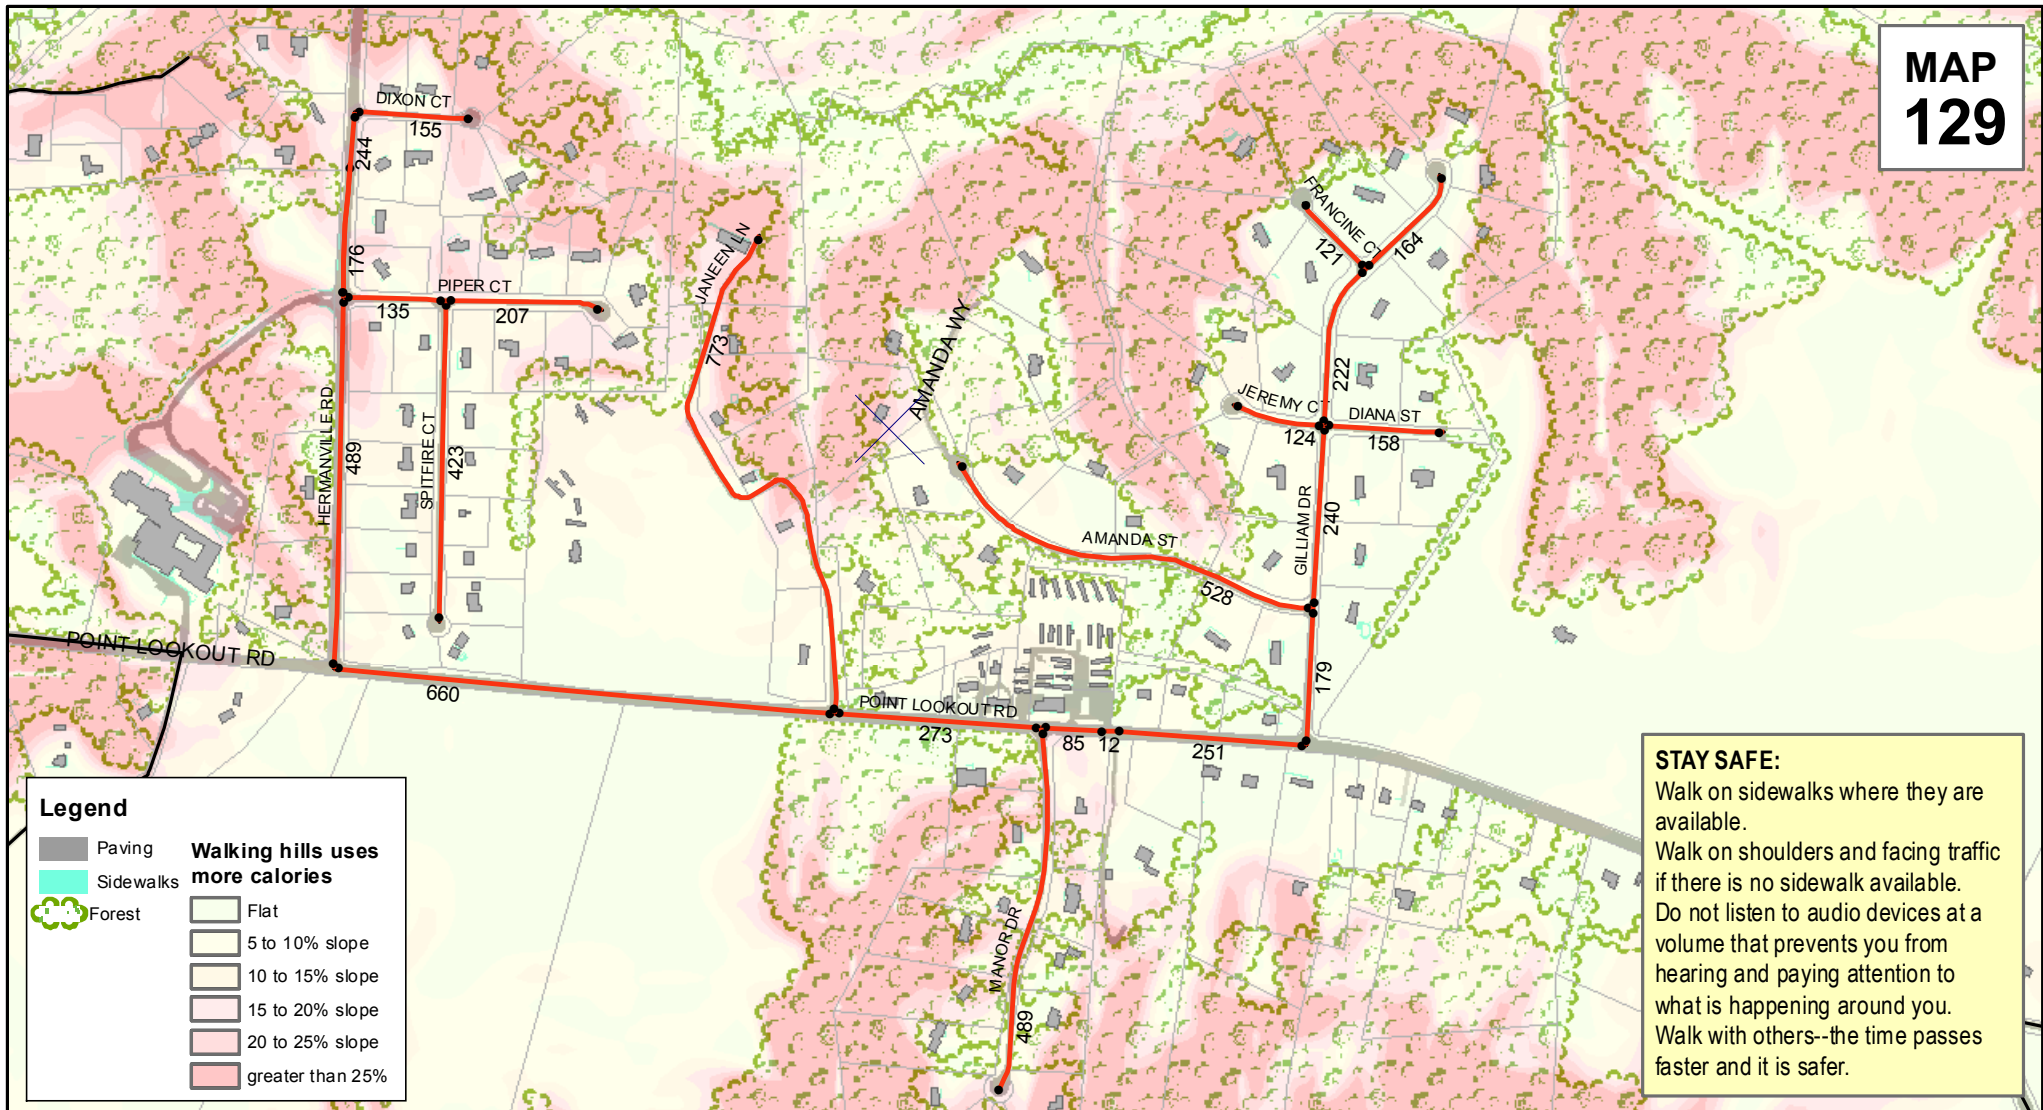 MAP
129
DIXON CT
155
244
176
PIPER CT
135
207
HERMANVILLE RD
489
SPITFIRE CT
423
JANEEN LN
773
AMANDA WY
FRANCINE CT
121
164
222
JEREMY CT
DIANA ST
124
158
GILLIAM DR
240
AMANDA ST
528
179
POINT LOOKOUT RD
660
POINT LOOKOUT RD
273
85
12
251
MANOR DR
489
Legend
Paving
Sidewalks
Forest
Walking hills uses
more calories
Flat
5 to 10% slope
10 to 15% slope
15 to 20% slope
20 to 25% slope
greater than 25%
STAY SAFE:
Walk on sidewalks where they are
available.
Walk on shoulders and facing traffic
if there is no sidewalk available.
Do not listen to audio devices at a
volume that prevents you from
hearing and paying attention to
what is happening around you.
Walk with others--the time passes
faster and it is safer.